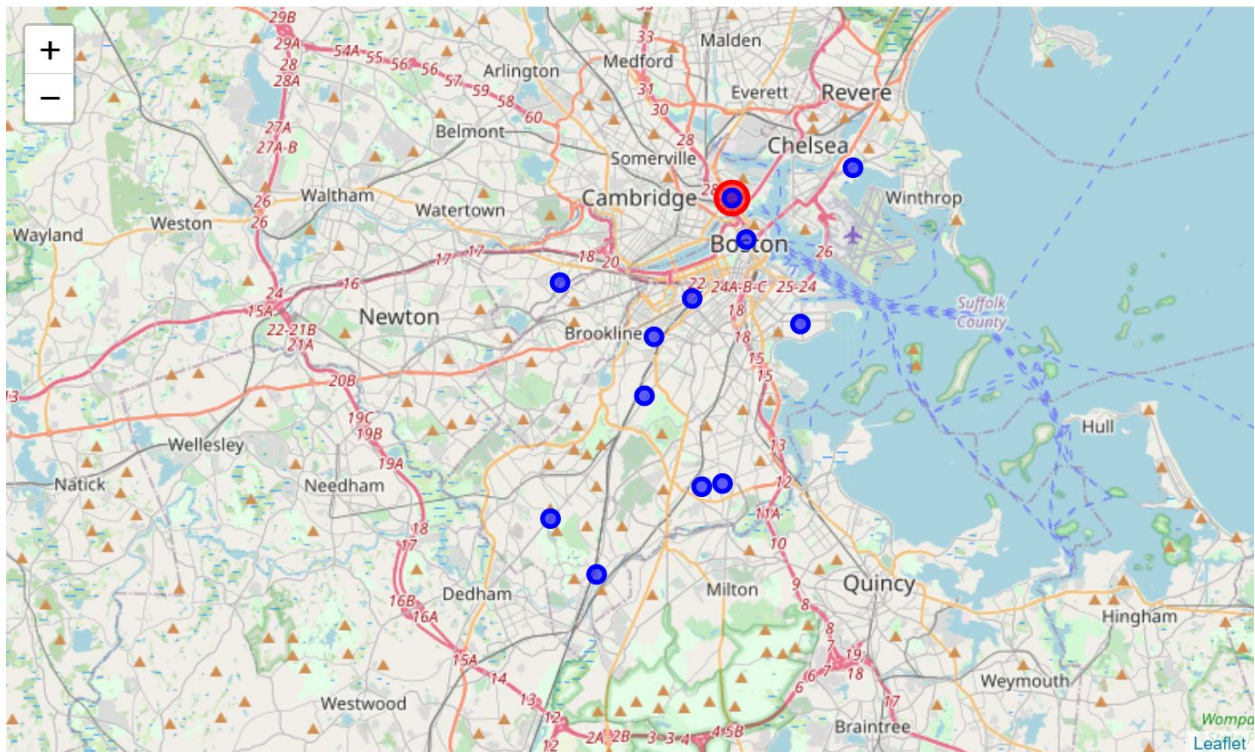 +
−
29B
29A
28
28A
54A
55
56
56
57
59
58
60
Arlington
Medford
Malden
33
31
30
28
Everett
Revere
Belmont
Chelsea
27A
27A-B
Somerville
28
Cambridge
Waltham
Watertown
Winthrop
26
26
Weston
Wayland
Boston
26
17
17
18
20
16
24
15A
22-21B
21A
22
24A-B-C
25-24
18
18
Suffolk
County
Newton
Brookline
15
15
13
20B
19C
19B
19A
Wellesley
Hull
Natick
Needham
13
12
11A
10
18
17
16B
16A
15A
Dedham
Milton
Quincy
9
8
8
7
6
6
7
19
18
17
Hingham
Westwood
14
13
12
12
2A
2B
3
3
4
4
5B
Weymouth
Braintree
Leaflet